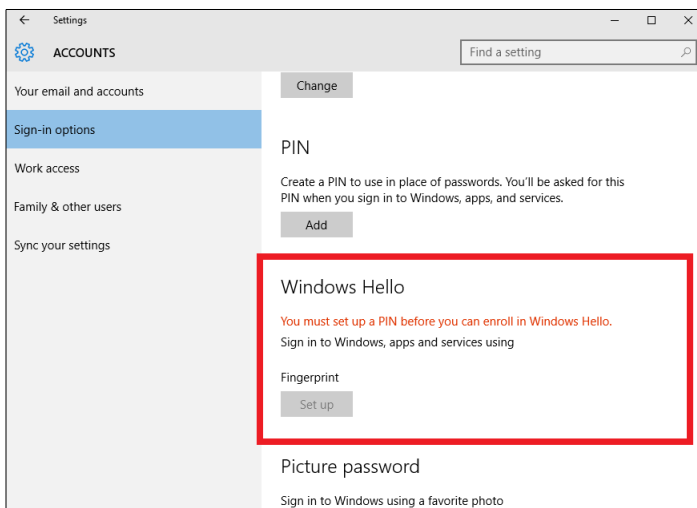 Settings
ACCOUNTS
Find a setting
Your email and accounts
Sign-in options
Work access
Family & other users
Sync your settings
Change
PIN
Create a PIN to use in place of passwords. You'll be asked for this
PIN when you sign in to Windows, apps, and services.
Add
Windows Hello
You must set up a PIN before you can enroll in Windows Hello.
Sign in to Windows, apps and services using
Fingerprint
Set up
Picture password
Sign in to Windows using a favorite photo